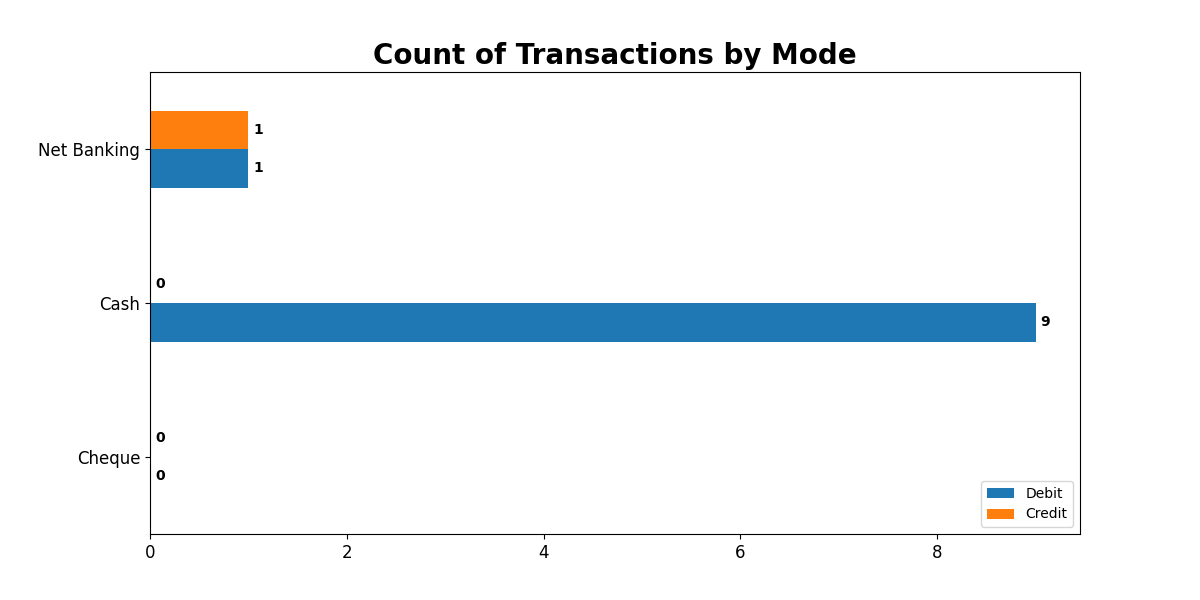 Count of Transactions by Mode
Net Banking
1
1
Cash
0
9
Cheque
0
0
Debit
Credit
0 2 4 6 8